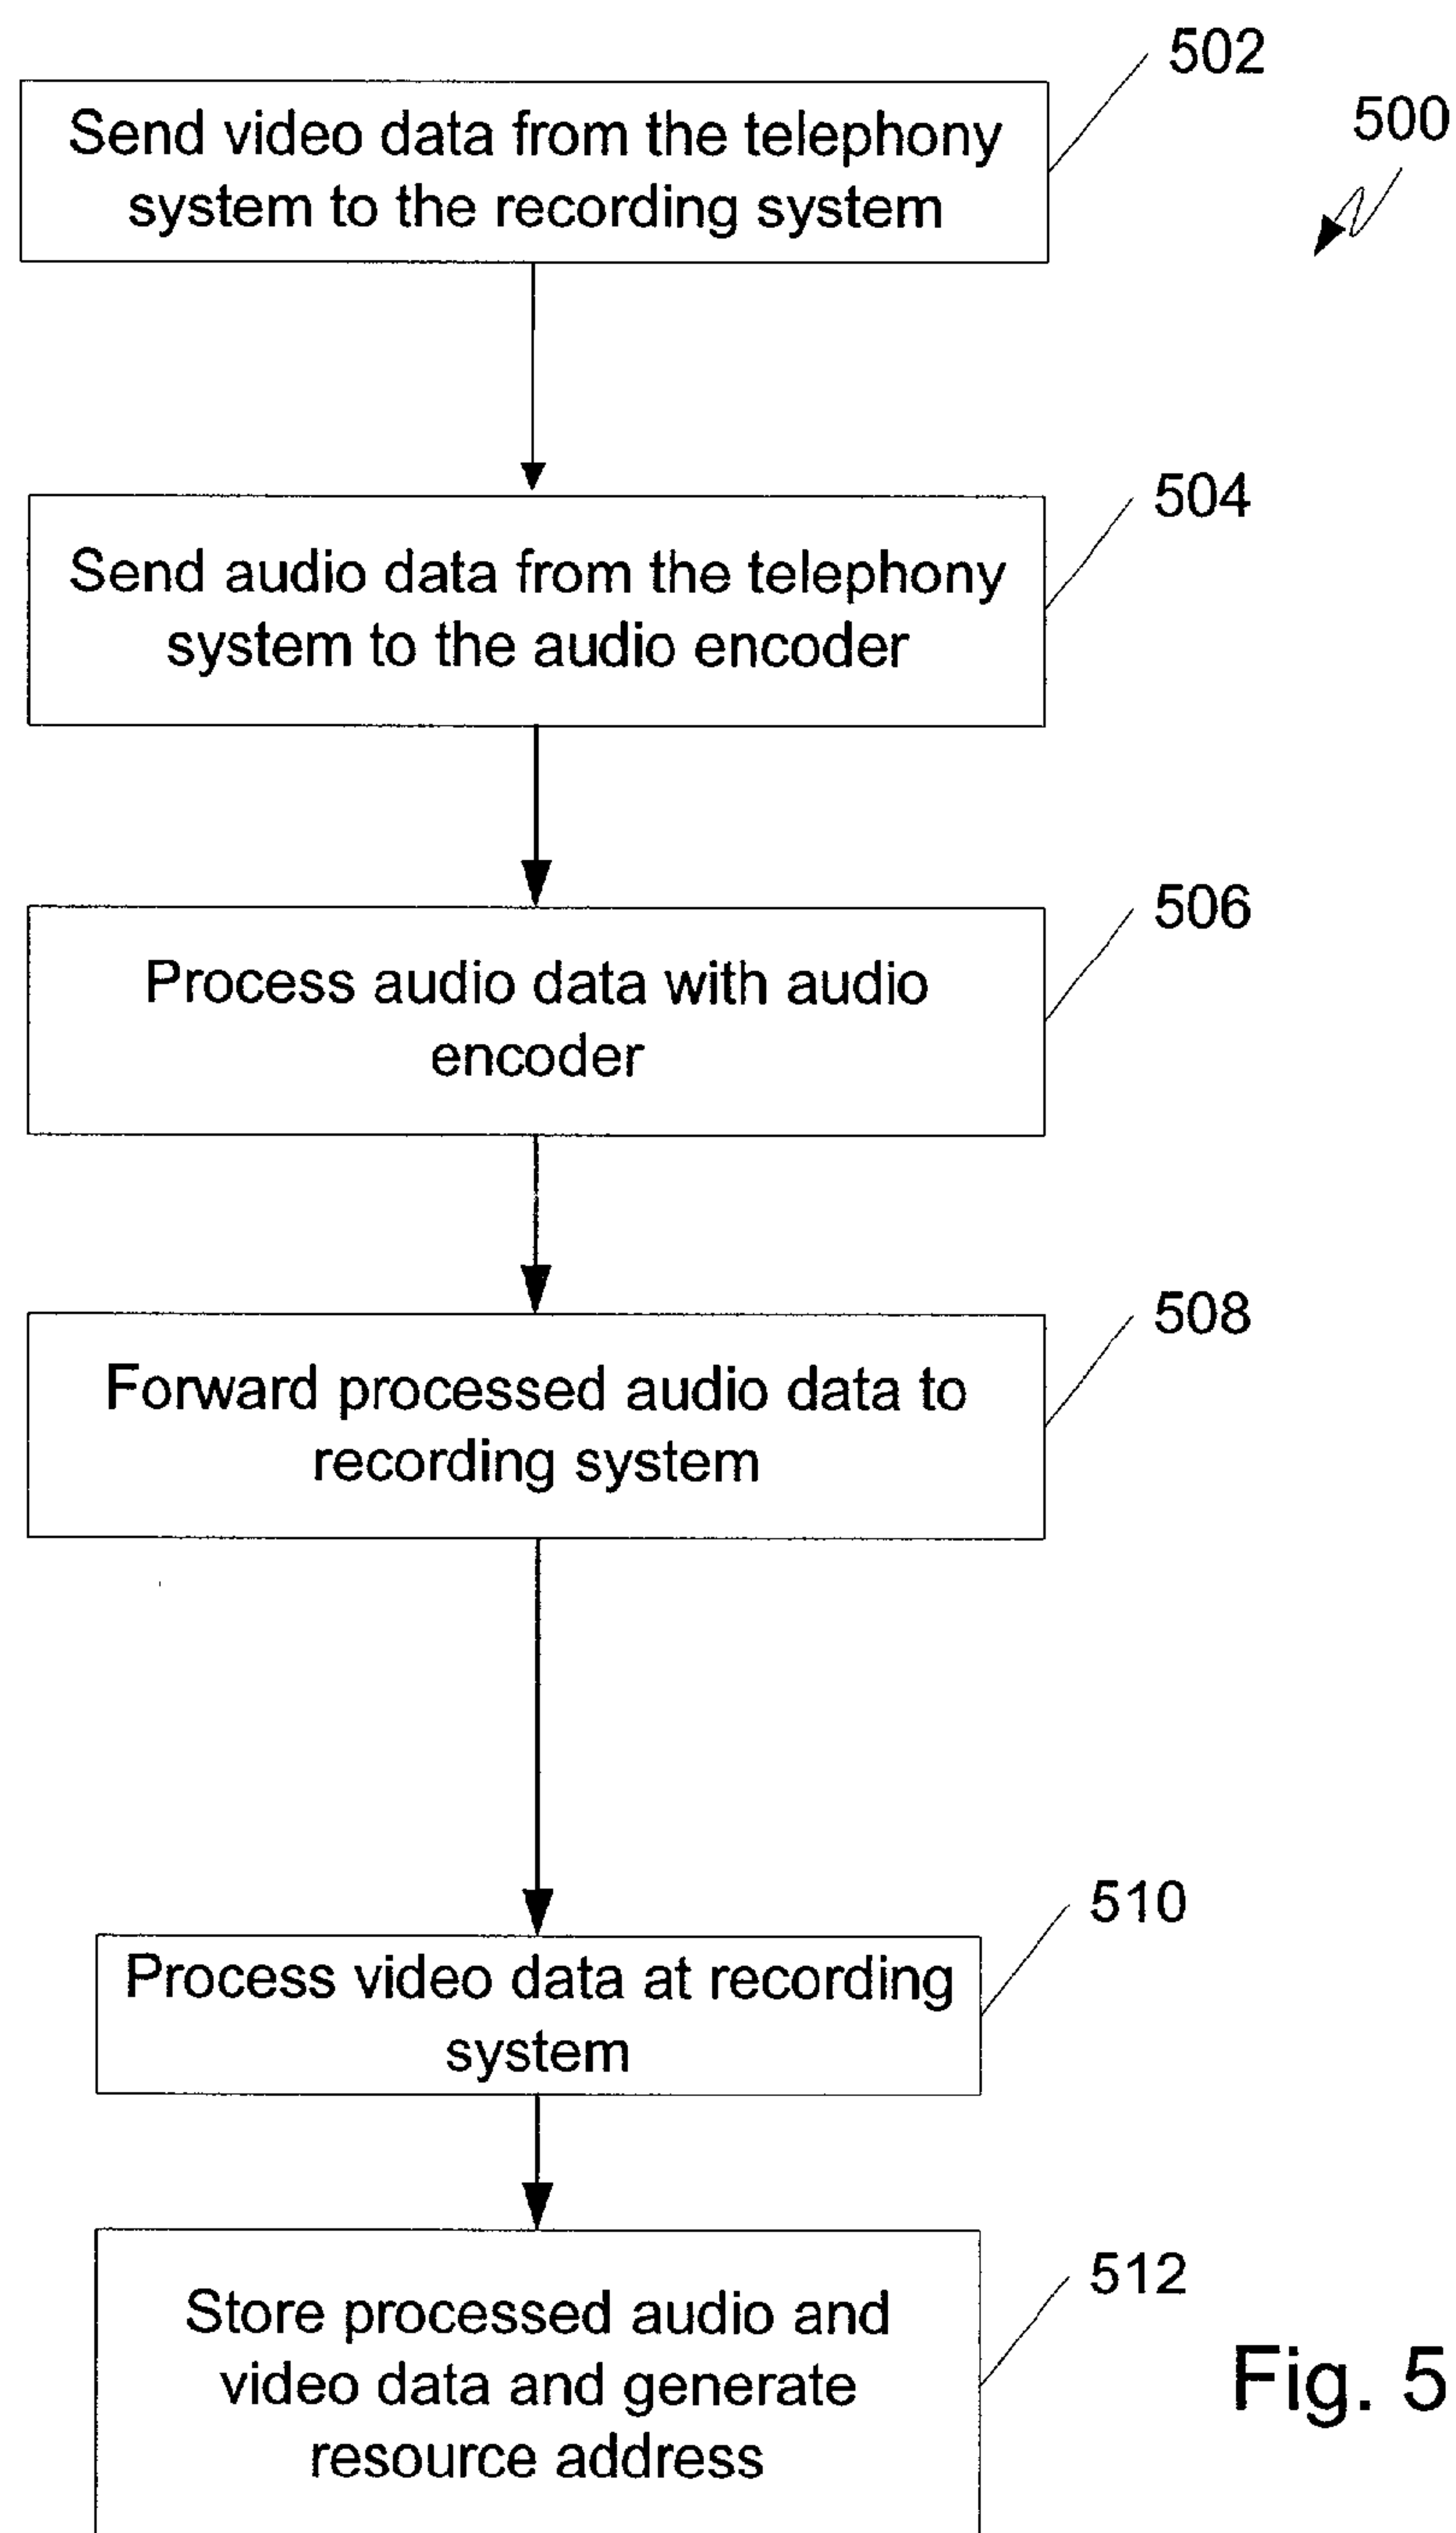 502
500
Send video data from the telephony
system to the recording system
504
Send audio data from the telephony
system to the audio encoder
506
Process audio data with audio
encoder
508
Forward processed audio data to
recording system
510
Process video data at recording
system
512
Store processed audio and
video data and generate
resource address
Fig. 5